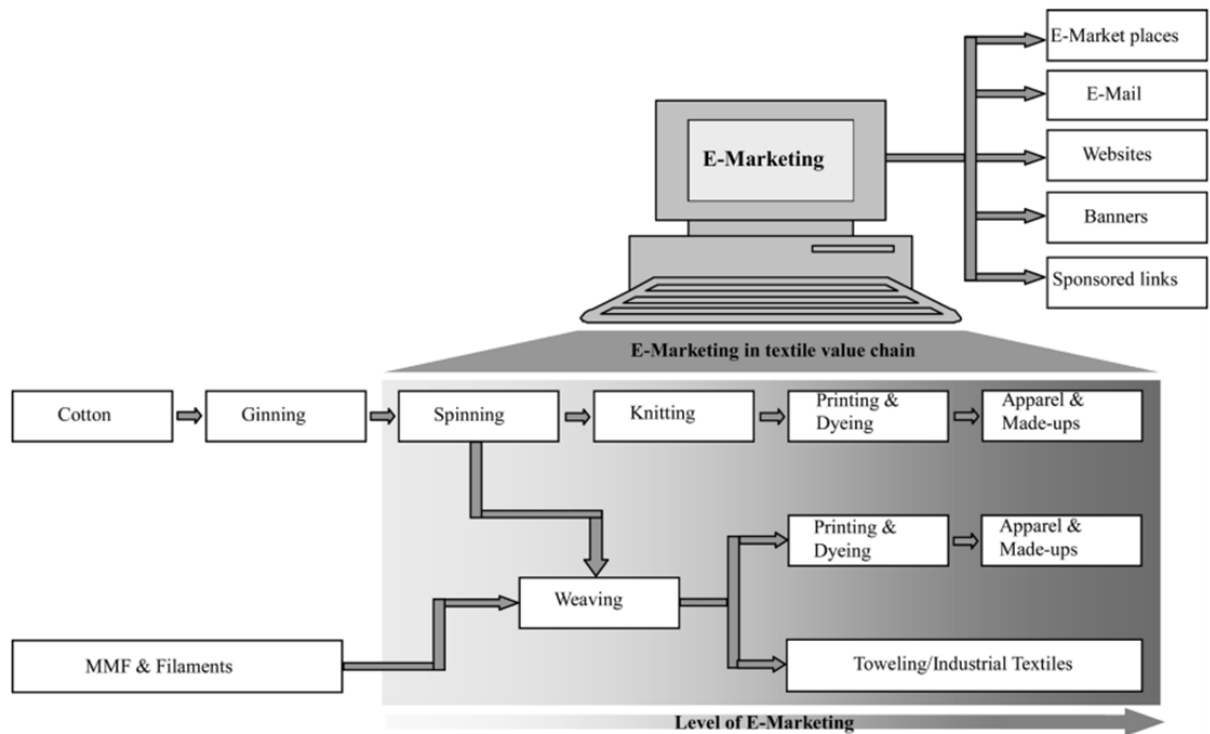 E-Market places
E-Mail
E-Marketing
Websites
Banners
Sponsored links
E-Marketing in textile value chain
Cotton
Ginning
Spinning
Knitting
Printing &
Dyeing
Apparel &
Made-ups
Printing &
Dyeing
Apparel &
Made-ups
Weaving
MMF & Filaments
Toweling/Industrial Textiles
Level of E-Marketing